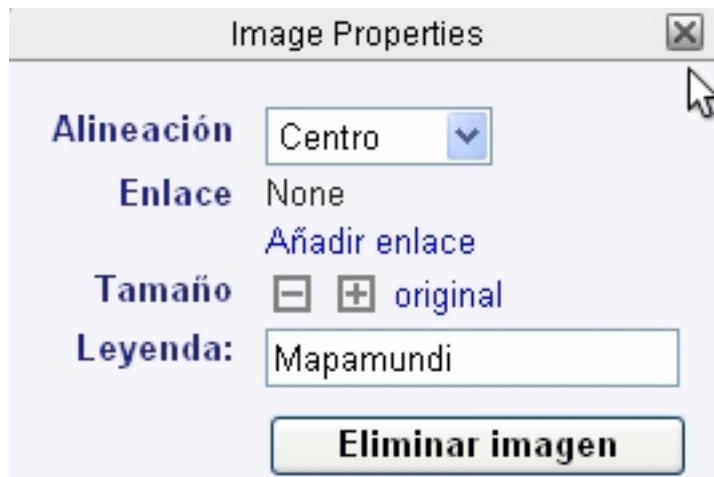 Image Properties
Alineación Centro
Enlace None
Añadir enlace
Tamaño original
Leyenda: Mapamundi
Eliminar imagen